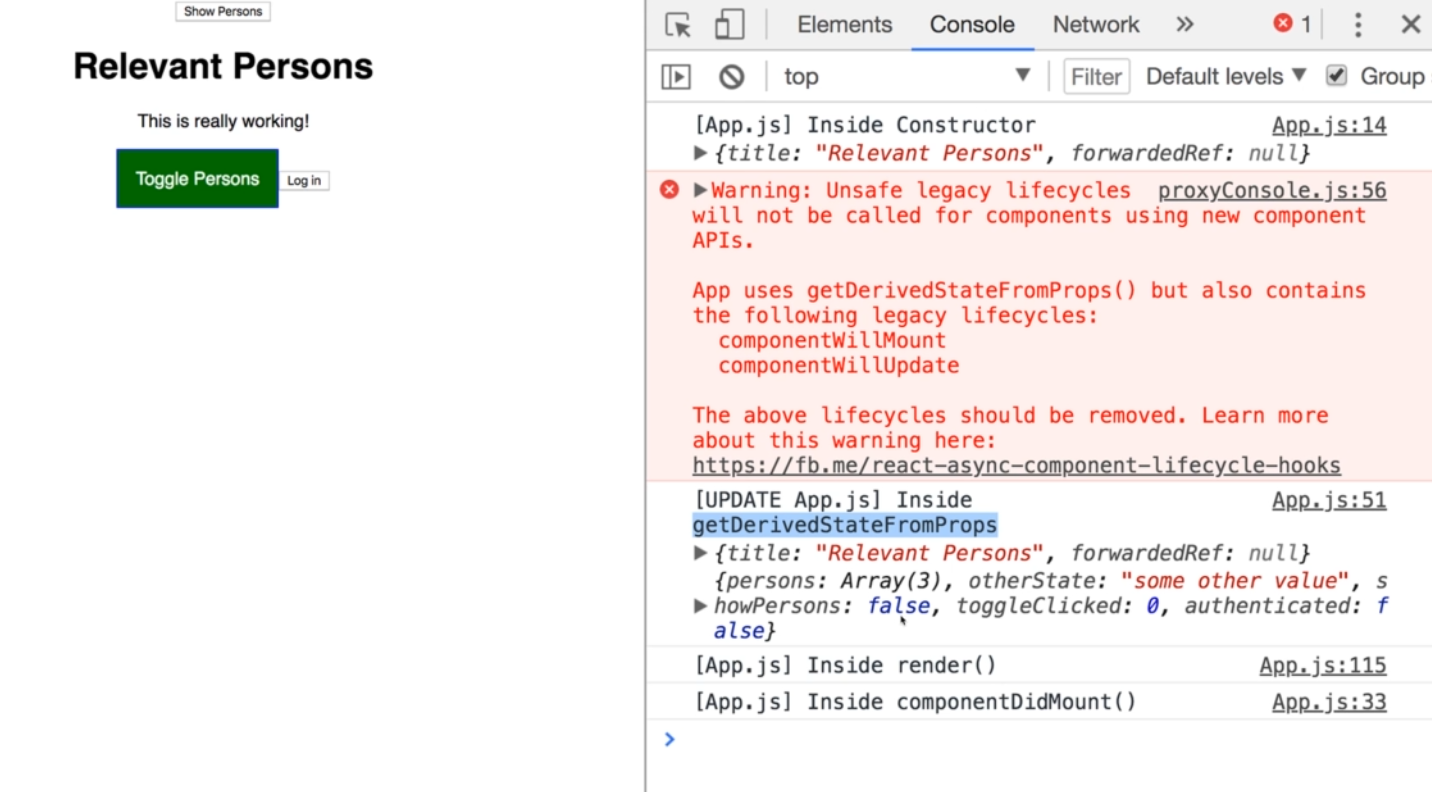 Show Persons
Relevant Persons
This is really working!
Toggle Persons
Log in
Elements Console Network » 1
top Filter Default levels Group
[App.js] Inside Constructor App.js:14
{title: "Relevant Persons", forwardedRef: null}
Warning: Unsafe legacy lifecycles proxyConsole.js:56
will not be called for components using new component
APIs.
App uses getDerivedStateFromProps() but also contains
the following legacy lifecycles:
componentWillMount
componentWillUpdate
The above lifecycles should be removed. Learn more
about this warning here:
https://fb.me/react-async-component-lifecycle-hooks
[UPDATE App.js] Inside App.js:51
getDerivedStateFromProps
{title: "Relevant Persons", forwardedRef: null}
{persons: Array(3), otherState: "some other value", s
howPersons: false, toggleClicked: 0, authenticated: f
alse}
[App.js] Inside render() App.js:115
[App.js] Inside componentDidMount() App.js:33